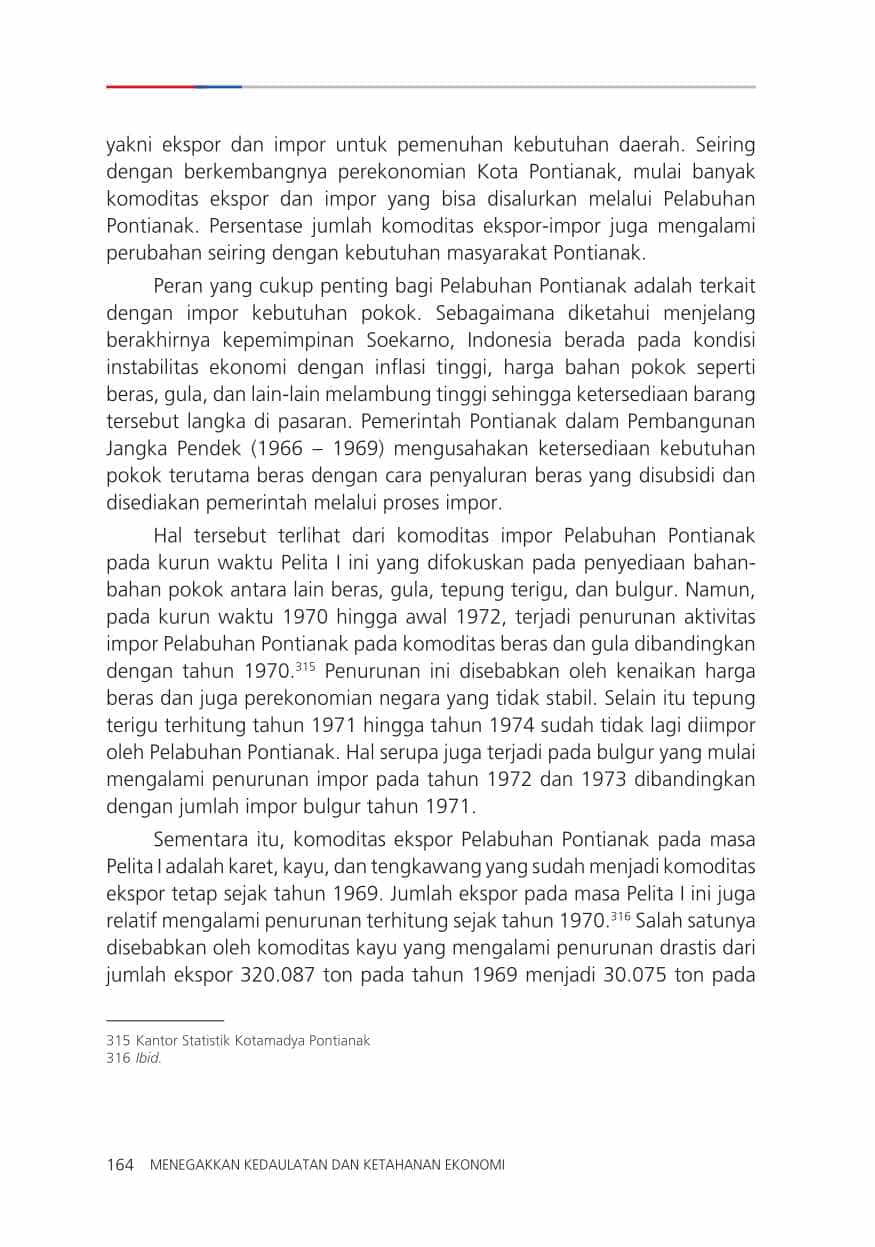 yakni ekspor dan impor untuk pemenuhan kebutuhan daerah. Seiring
dengan berkembangnya perekonomian Kota Pontianak, mulai banyak
komoditas ekspor dan impor yang bisa disalurkan melalui Pelabuhan
Pontianak. Persentase jumlah komoditas ekspor-impor juga mengalami
perubahan seiring dengan kebutuhan masyarakat Pontianak.
Peran yang cukup penting bagi Pelabuhan Pontianak adalah terkait
dengan impor kebutuhan pokok. Sebagaimana diketahui menjelang
berakhirnya kepemimpinan Soekarno, Indonesia berada pada kondisi
instabilitas ekonomi dengan inflasi tinggi, harga bahan pokok seperti
beras, gula, dan lain-lain melambung tinggi sehingga ketersediaan barang
tersebut langka di pasaran. Pemerintah Pontianak dalam Pembangunan
Jangka Pendek (1966 – 1969) mengusahakan ketersediaan kebutuhan
pokok terutama beras dengan cara penyaluran beras yang disubsidi dan
disediakan pemerintah melalui proses impor.
Hal tersebut terlihat dari komoditas impor Pelabuhan Pontianak
pada kurun waktu Pelita I ini yang difokuskan pada penyediaan bahan-
bahan pokok antara lain beras, gula, tepung terigu, dan bulgur. Namun,
pada kurun waktu 1970 hingga awal 1972, terjadi penurunan aktivitas
impor Pelabuhan Pontianak pada komoditas beras dan gula dibandingkan
dengan tahun 1970.³¹⁵ Penurunan ini disebabkan oleh kenaikan harga
beras dan juga perekonomian negara yang tidak stabil. Selain itu tepung
terigu terhitung tahun 1971 hingga tahun 1974 sudah tidak lagi diimpor
oleh Pelabuhan Pontianak. Hal serupa juga terjadi pada bulgur yang mulai
mengalami penurunan impor pada tahun 1972 dan 1973 dibandingkan
dengan jumlah impor bulgur tahun 1971.
Sementara itu, komoditas ekspor Pelabuhan Pontianak pada masa
Pelita I adalah karet, kayu, dan tengkawang yang sudah menjadi komoditas
ekspor tetap sejak tahun 1969. Jumlah ekspor pada masa Pelita I ini juga
relatif mengalami penurunan terhitung sejak tahun 1970.³¹⁶ Salah satunya
disebabkan oleh komoditas kayu yang mengalami penurunan drastis dari
jumlah ekspor 320.087 ton pada tahun 1969 menjadi 30.075 ton pada
315 Kantor Statistik Kotamadya Pontianak
316 Ibid.
164 MENEGAKKAN KEDAULATAN DAN KETAHANAN EKONOMI